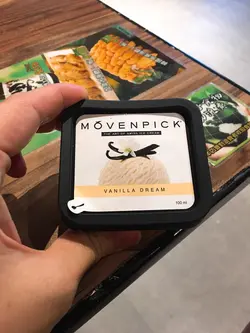 MÖVENPICK
THE ART OF SWISS ICE CREAM
VANILLA DREAM
100 ml